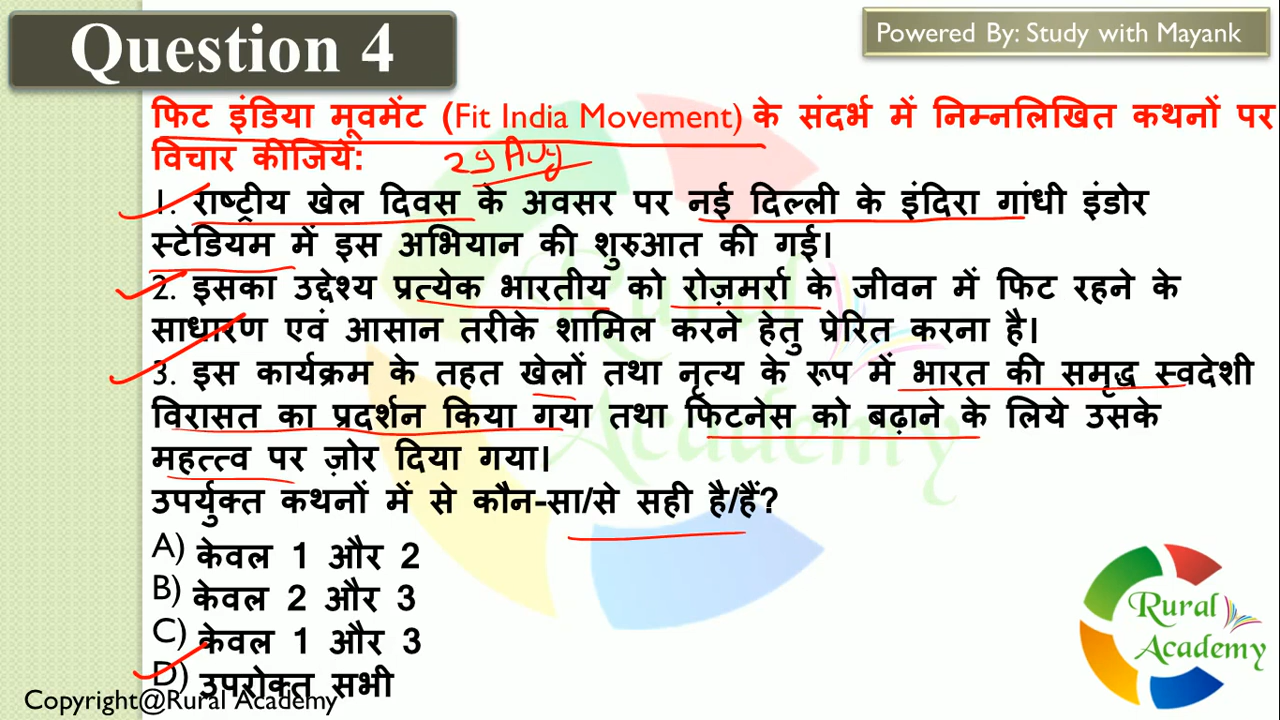 Question 4
Powered By: Study with Mayank
फिट इंडिया मूवमेंट (Fit India Movement) के संदर्भ में निम्नलिखित कथनों पर
विचार कीजिये:
29 Aug
1. राष्ट्रीय खेल दिवस के अवसर पर नई दिल्ली के इंदिरा गांधी इंडोर
स्टेडियम में इस अभियान की शुरुआत की गई।
2. इसका उद्देश्य प्रत्येक भारतीय को रोज़मर्रा के जीवन में फिट रहने के
साधारण एवं आसान तरीके शामिल करने हेतु प्रेरित करना है।
3. इस कार्यक्रम के तहत खेलों तथा नृत्य के रूप में भारत की समृद्ध स्वदेशी
विरासत का प्रदर्शन किया गया तथा फिटनेस को बढ़ाने के लिये उसके
महत्त्व पर ज़ोर दिया गया।
उपर्युक्त कथनों में से कौन-सा/से सही है/हैं?
A) केवल 1 और 2
B) केवल 2 और 3
C) केवल 1 और 3
D) उपरोक्त सभी
Rural
Academy
Rural
Academy
Copyright@Rural Academy